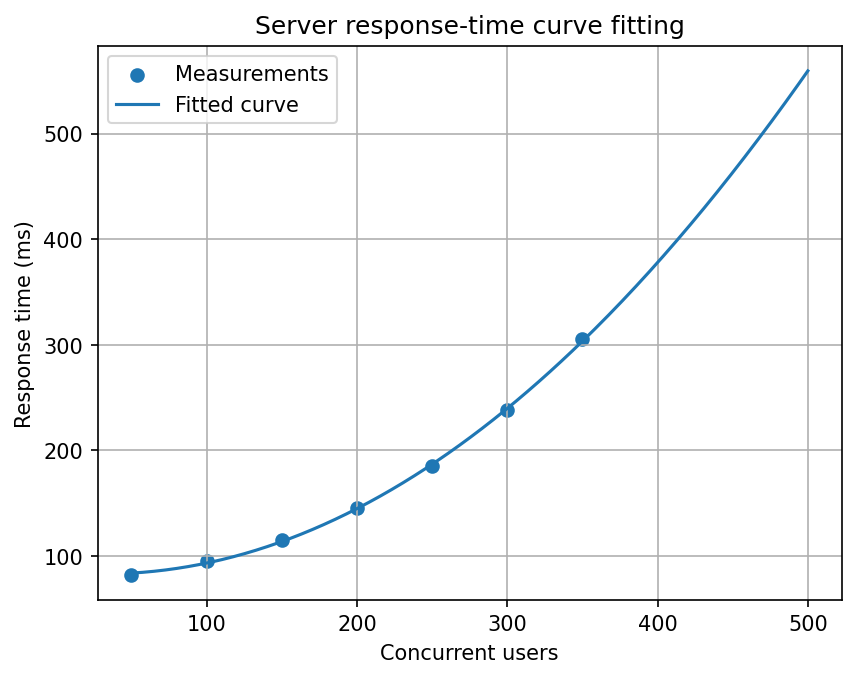 Server response-time curve fitting
Measurements
Fitted curve
Response time (ms)
500
400
300
200
100
100 200 300 400 500
Concurrent users